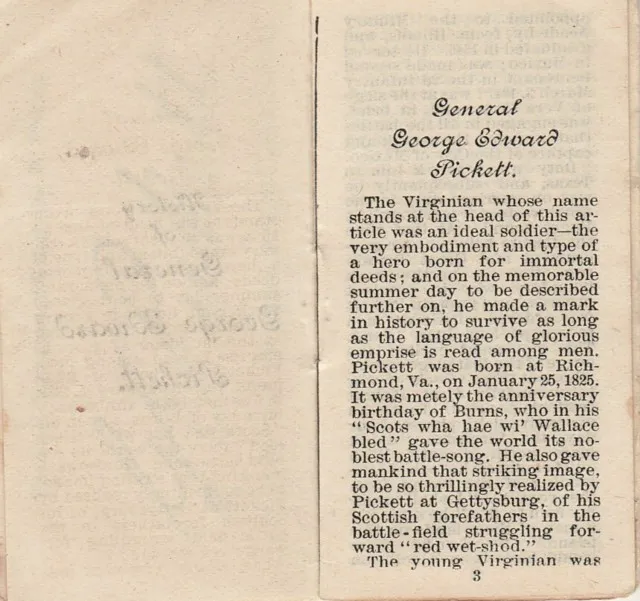 General
George Edward
Pickett.
The Virginian whose name
stands at the head of this ar-
ticle was an ideal soldier—the
very embodiment and type of
a hero born for immortal
deeds; and on the memorable
summer day to be described
further on, he made a mark
in history to survive as long
as the language of glorious
emprise is read among men.
Pickett was born at Rich-
mond, Va., on January 25, 1825.
It was metely the anniversary
birthday of Burns, who in his
“Scots wha hae wi’ Wallace
bled” gave the world its no-
blest battle-song. He also gave
mankind that striking image,
to be so thrillingly realized by
Pickett at Gettysburg, of his
Scottish forefathers in the
battle-field struggling for-
ward “red wet-shod.”
The young Virginian was
3